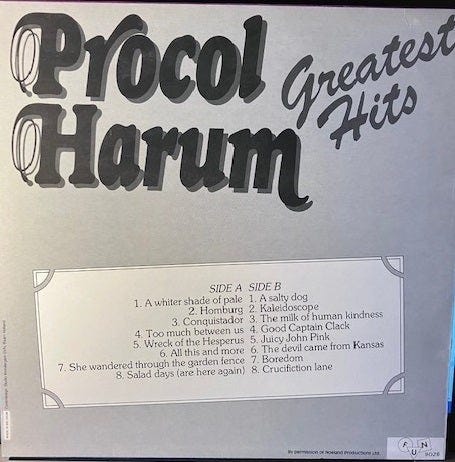 Procol
Harum
Greatest
Hits
SIDE A SIDE B
1. A whiter shade of pale 1. A salty dog
2. Homburg 2. Kaleidoscope
3. Conquistador 3. The milk of human kindness
4. Too much between us 4. Good Captain Clack
5. Wreck of the Hesperus 5. Juicy John Pink
6. All this and more 6. The devil came from Kansas
7. She wandered through the garden fence 7. Boredom
8. Salad days (are here again) 8. Crucifiction lane
By permission of Productions Ltd.
FUN
9028